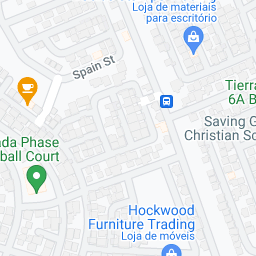 Loja de materiais
para escritório
Spain St
Tierra
6A B
Saving G
Christian Sc
ada Phase
ball Court
Hockwood
Furniture Trading
Loja de móveis